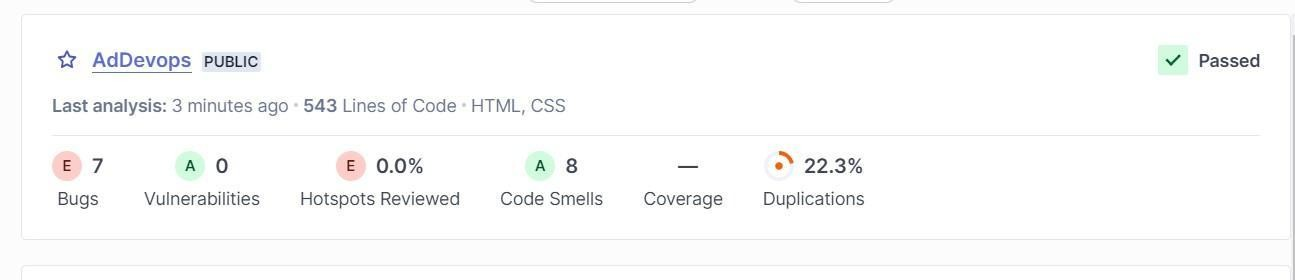 AdDevops PUBLIC Passed
Last analysis: 3 minutes ago • 543 Lines of Code • HTML, CSS
E 7 A 0 E 0.0% A 8 — 22.3%
Bugs Vulnerabilities Hotspots Reviewed Code Smells Coverage Duplications